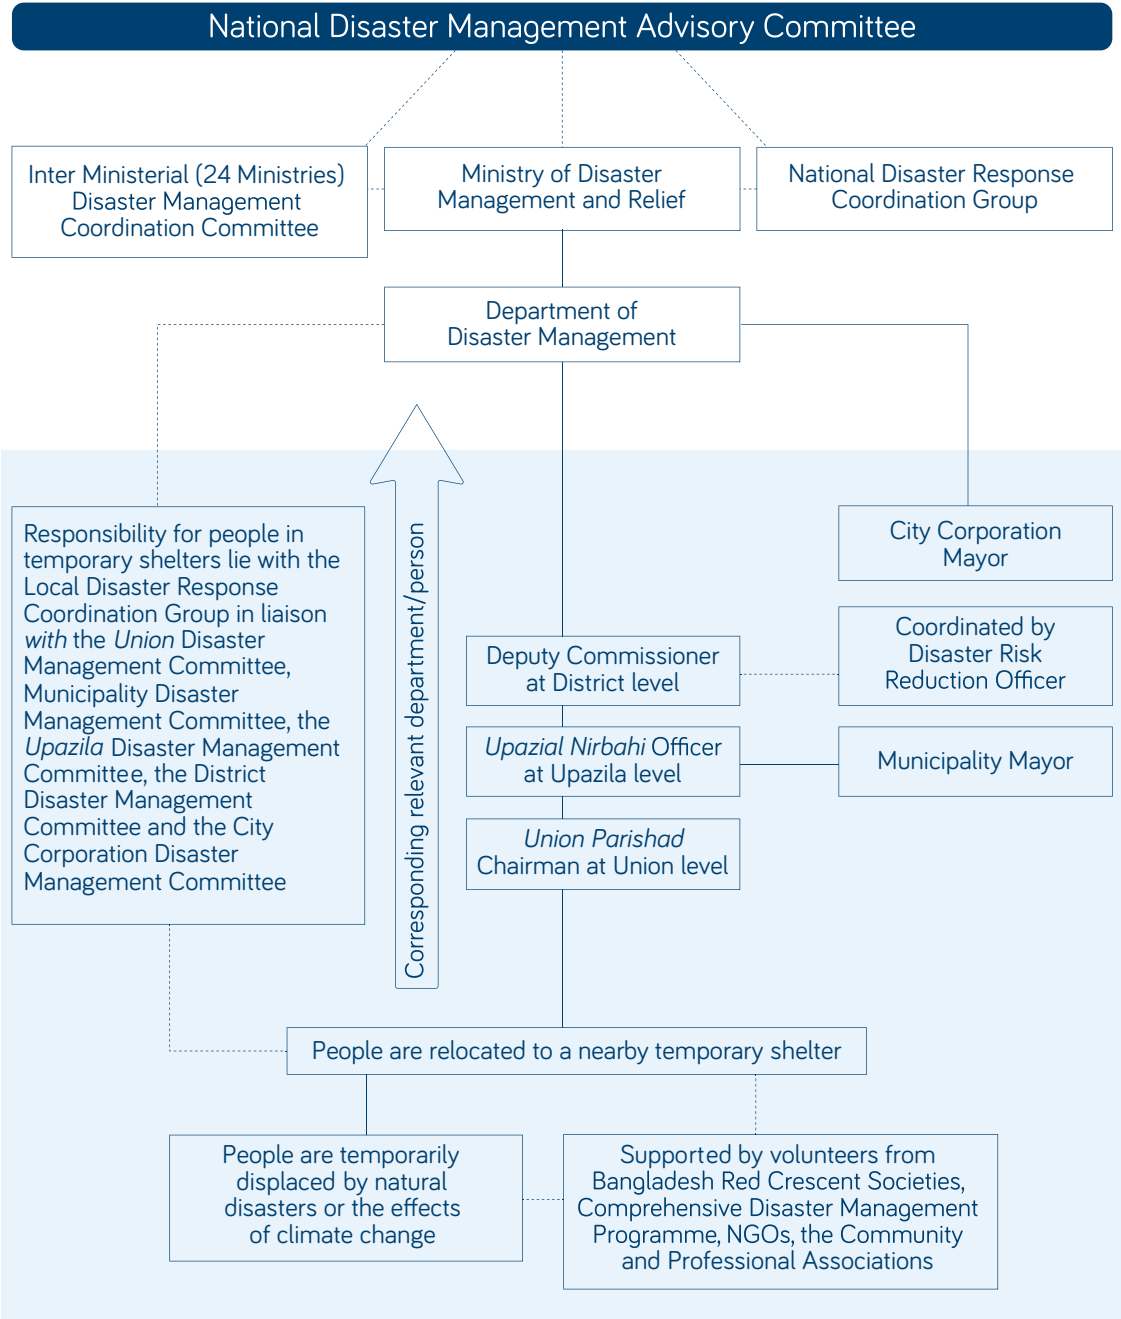 National Disaster Management Advisory Committee
Inter Ministerial (24 Ministries)
Disaster Management
Coordination Committee
Ministry of Disaster
Management and Relief
National Disaster Response
Coordination Group
Department of
Disaster Management
Responsibility for people in
temporary shelters lie with the
Local Disaster Response
Coordination Group in liaison
with the Union Disaster
Management Committee,
Municipality Disaster
Management Committee, the
Upazila Disaster Management
Committee, the District
Disaster Management
Committee and the City
Corporation Disaster
Management Committee
Corresponding relevant department/person
City Corporation
Mayor
Coordinated by
Disaster Risk
Reduction Officer
Deputy Commissioner
at District level
Upazial Nirbahi Officer
at Upazila level
Municipality Mayor
Union Parishad
Chairman at Union level
People are relocated to a nearby temporary shelter
People are temporarily
displaced by natural
disasters or the effects
of climate change
Supported by volunteers from
Bangladesh Red Crescent Societies,
Comprehensive Disaster Management
Programme, NGOs, the Community
and Professional Associations